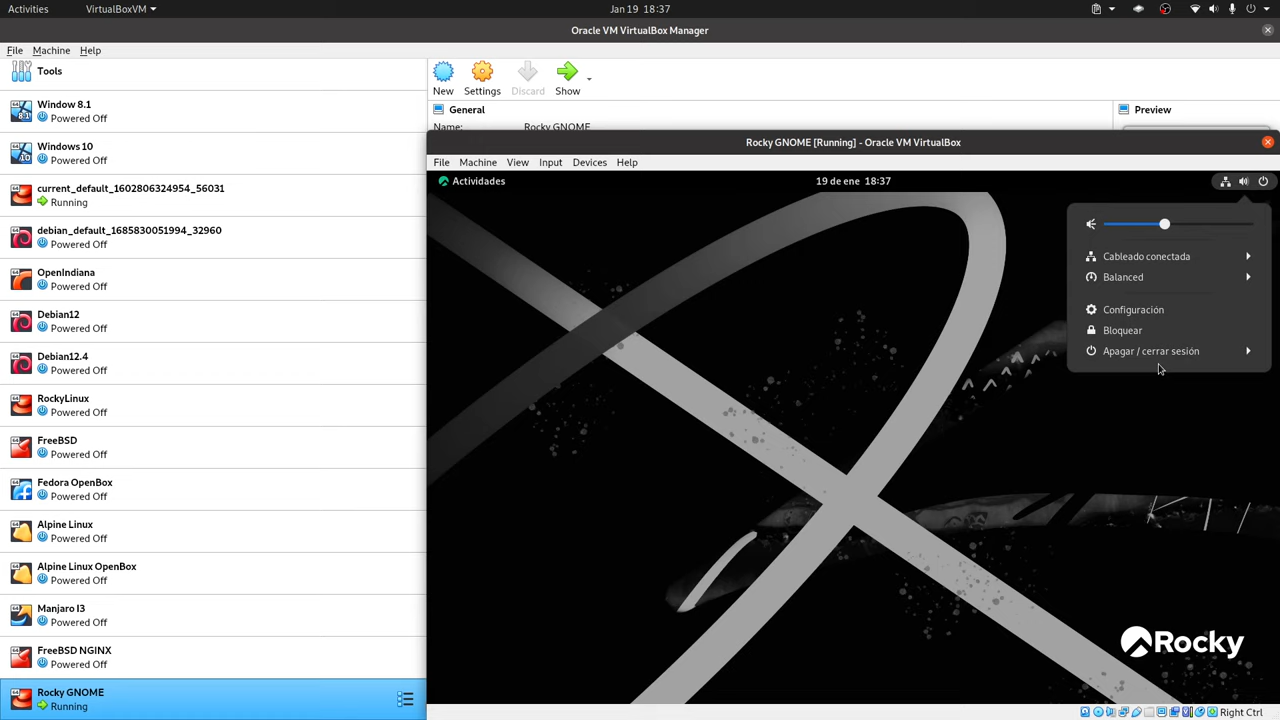 Activities
VirtualBoxVM
Jan 19 18:37
Oracle VM VirtualBox Manager
File Machine Help
Tools
New Settings Discard Show
Window 8.1
Powered Off
Windows 10
Powered Off
current_default_1602806324954_56031
Running
debian_default_1685830051994_32960
Powered Off
OpenIndiana
Powered Off
Debian12
Powered Off
Debian12.4
Powered Off
RockyLinux
Powered Off
FreeBSD
Powered Off
Fedora OpenBox
Powered Off
Alpine Linux
Powered Off
Alpine Linux OpenBox
Powered Off
Manjaro I3
Powered Off
FreeBSD NGINX
Powered Off
Rocky GNOME
Running
General
Name: Rocky GNOME
Preview
Rocky GNOME [Running] - Oracle VM VirtualBox
File Machine View Input Devices Help
Actividades
19 de ene 18:37
Cableado conectada
Balanced
Configuración
Bloquear
Apagar / cerrar sesión
Rocky
Right Ctrl